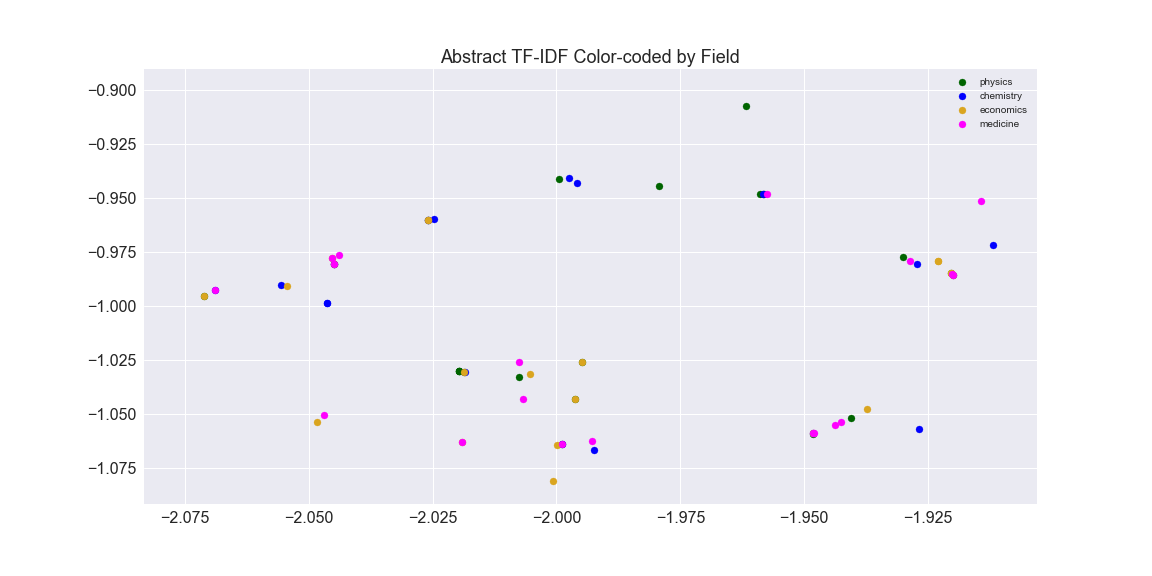 Abstract TF-IDF Color-coded by Field
−0.900
−0.925
−0.950
−0.975
−1.000
−1.025
−1.050
−1.075
physics
chemistry
economics
medicine
−2.075 −2.050 −2.025 −2.000 −1.975 −1.950 −1.925